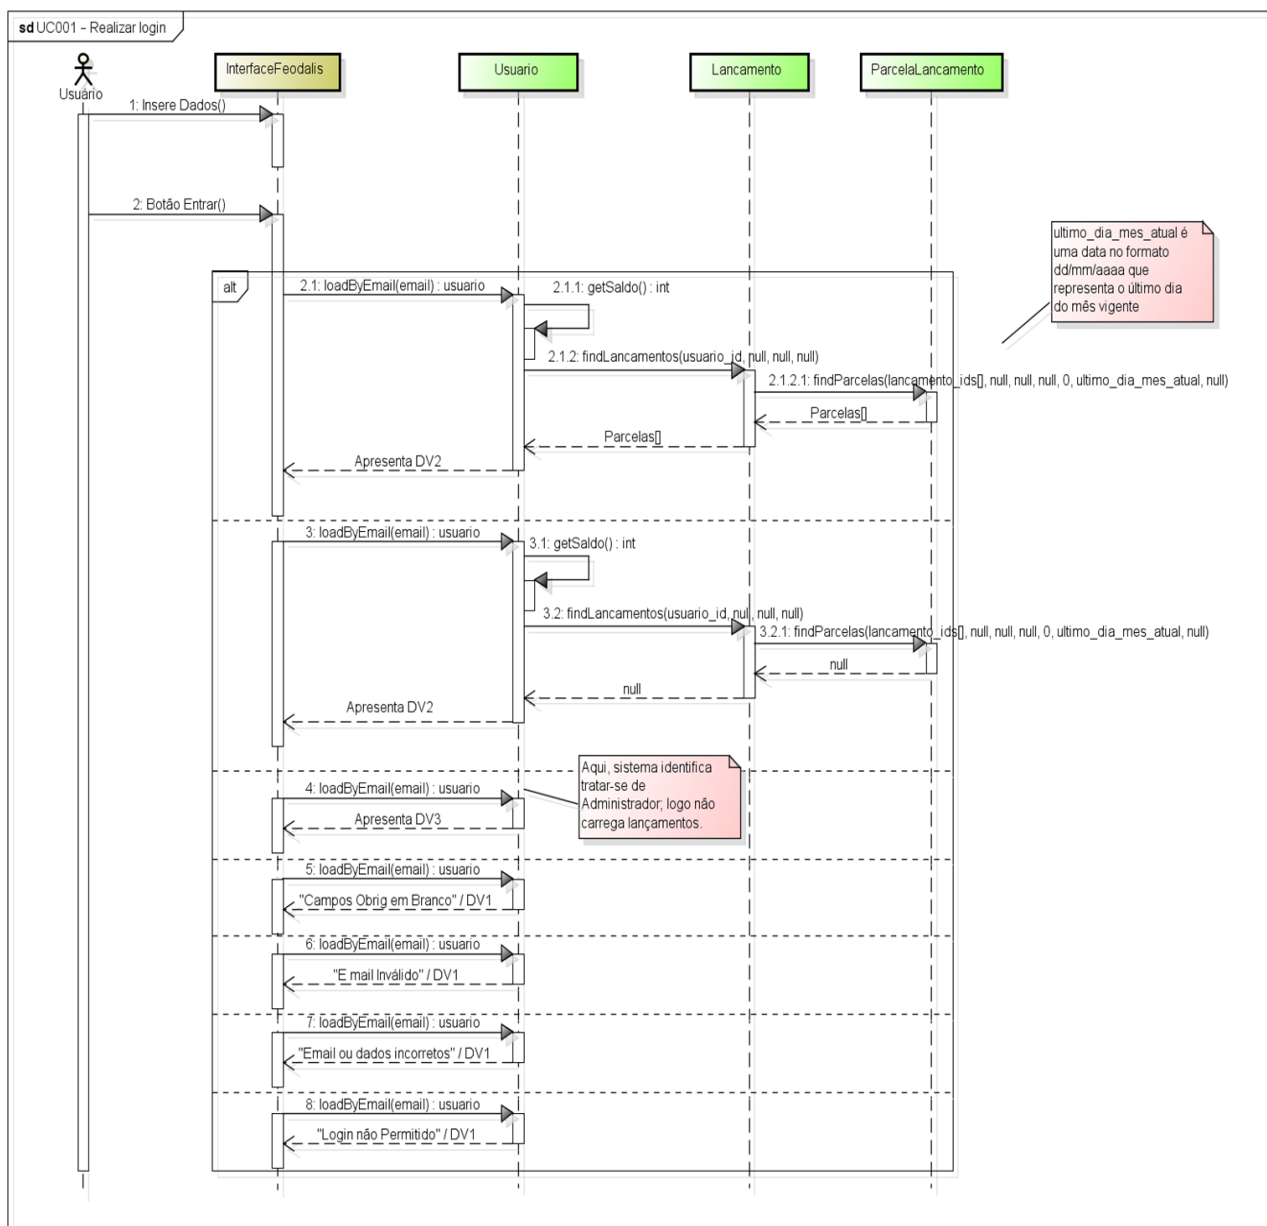 sd UC001 - Realizar login
Usuário
InterfaceFeodalis
Usuario
Lancamento
ParcelaLancamento
1: Insere Dados()
2: Botão Entrar()
ultimo_dia_mes_atual é
uma data no formato
dd/mm/aaaa que
representa o último dia
do mês vigente
alt
2.1: loadByEmail(email) : usuario
2.1.1: getSaldo() : int
2.1.2: findLancamentos(usuario_id, null, null, null)
2.1.2.1: findParcelas(lancamento_ids[], null, null, null, 0, ultimo_dia_mes_atual, null)
Parcelas[]
Parcelas[]
Apresenta DV2
3: loadByEmail(email) : usuario
3.1: getSaldo() : int
3.2: findLancamentos(usuario_id, null, null, null)
3.2.1: findParcelas(lancamento_ids[], null, null, null, 0, ultimo_dia_mes_atual, null)
null
null
Apresenta DV2
Aqui, sistema identifica
tratar-se de
Administrador; logo não
carrega lançamentos.
4: loadByEmail(email) : usuario
Apresenta DV3
5: loadByEmail(email) : usuario
"Campos Obrig em Branco" / DV1
6: loadByEmail(email) : usuario
"E mail Inválido" / DV1
7: loadByEmail(email) : usuario
"Email ou dados incorretos" / DV1
8: loadByEmail(email) : usuario
"Login não Permitido" / DV1